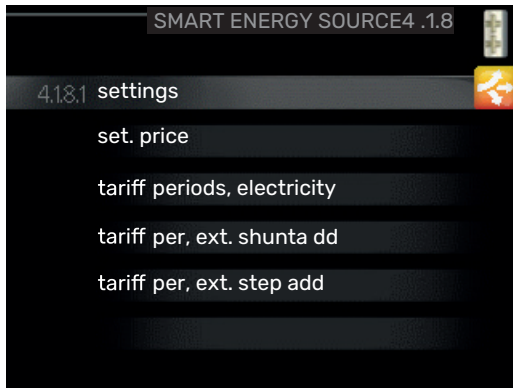 SMART ENERGY SOURCE4 .1.8
4.1.8.1 settings
set. price
tariff periods, electricity
tariff per, ext. shunta dd
tariff per, ext. step add